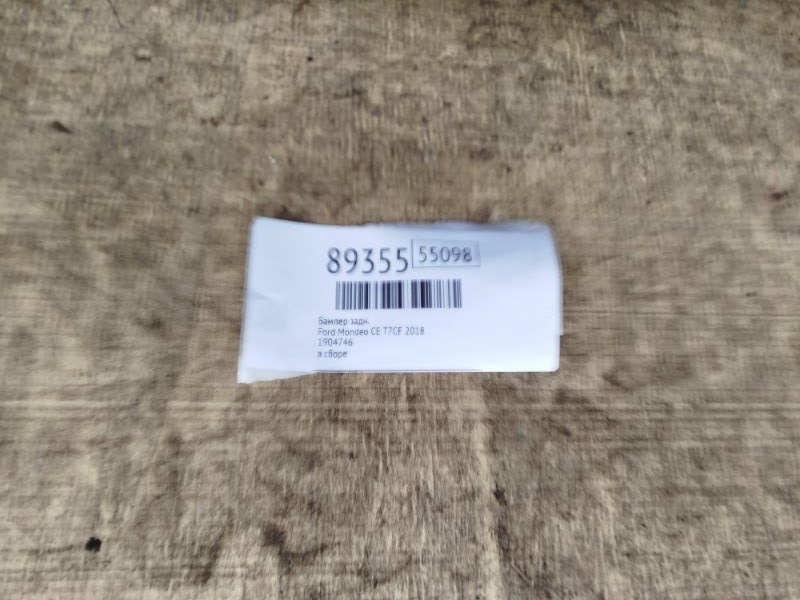 89355 55098
Бампер задн.
Ford Mondeo CE T7CF 2018
1904746
в сборе